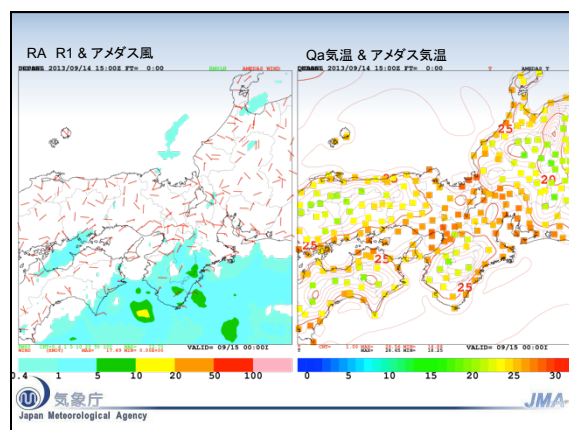 RA R1 & アメダス風
Qa気温 & アメダス気温
2013/09/14 15:00Z FT= 0:00
AMEDAS WIND
2013/09/14 15:00Z FT= 0:00
T
AMEDAS T
25
20
25
25
25
VALID= 09/15 00:00I
VALID= 09/15 00:00I
0.4 1 5 10 20 50 100
0 5 10 15 20 25 30
気象庁
Japan Meteorological Agency
JMA